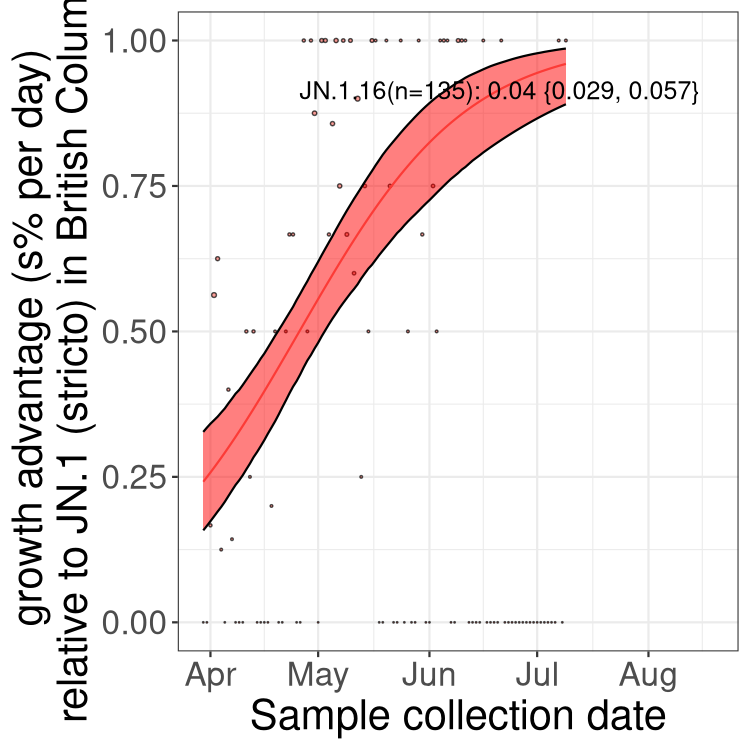 growth advantage (s% per day)
relative to JN.1 (stricto) in British Colum
1.00
0.75
0.50
0.25
0.00
JN.1.16(n=135): 0.04 {0.029, 0.057}
Apr May Jun Jul Aug
Sample collection date